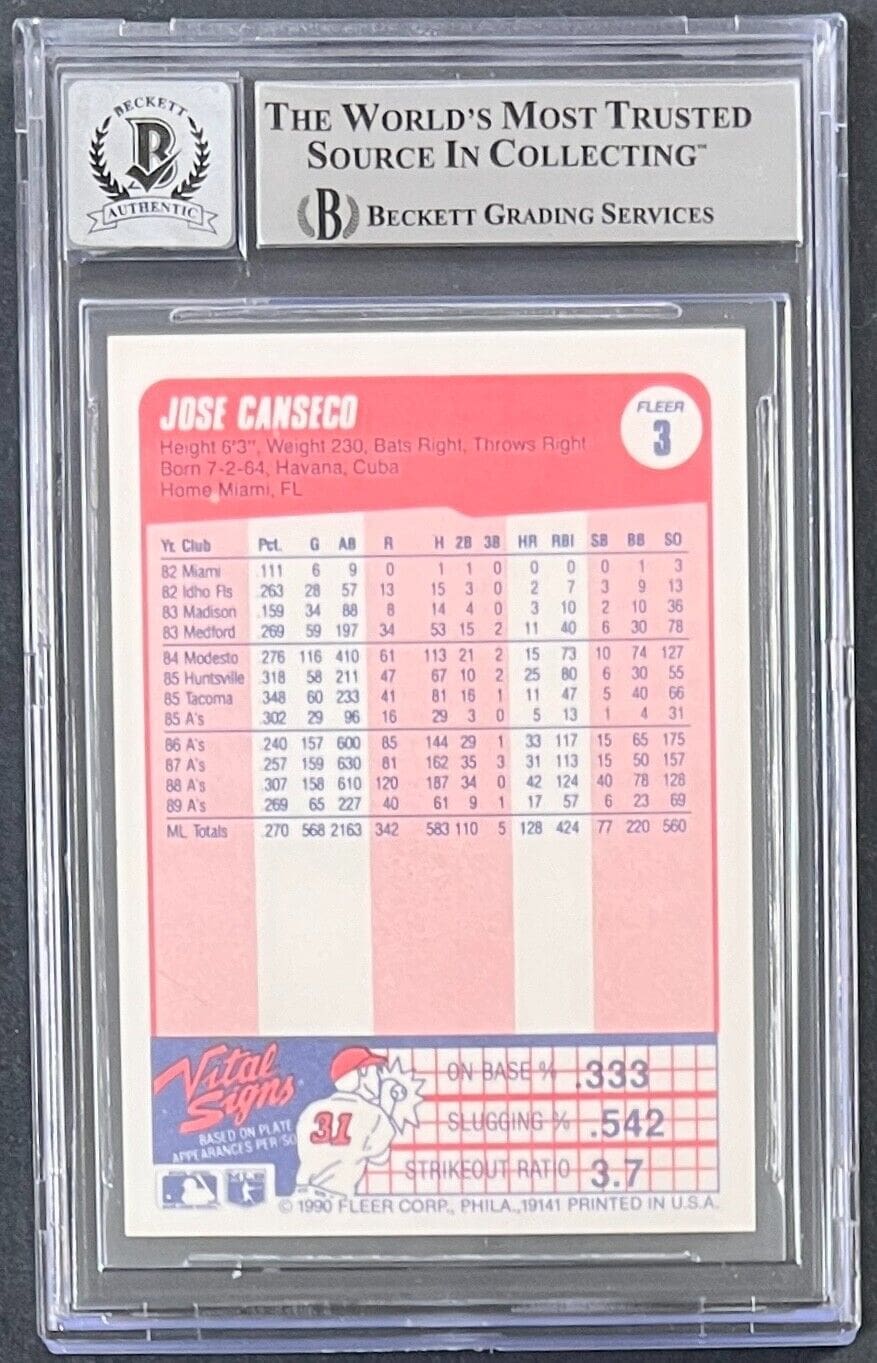 BECKETT
B
AUTHENTIC
THE WORLD'S MOST TRUSTED
SOURCE IN COLLECTING™
B BECKETT GRADING SERVICES
JOSE CANSECO
FLEER
3
Height 6'3", Weight 230, Bats Right, Throws Right
Born 7-2-64, Havana, Cuba
Home Miami, FL
Yr. Club Pct. G AB R H 2B 3B HR RBI SB BB SO
82 Miami .111 6 9 0 1 1 0 0 0 0 1 3
82 Idho Fls .263 28 57 13 15 3 0 2 7 3 9 13
83 Madison .159 34 88 8 14 4 0 3 10 2 10 36
83 Medford .269 59 197 34 53 15 2 11 40 6 30 78
84 Modesto .276 116 410 61 113 21 2 15 73 10 74 127
85 Huntsville .318 58 211 47 67 10 2 25 80 6 30 55
85 Tacoma .348 60 233 41 81 16 1 11 47 5 40 66
85 A's .302 29 96 16 29 3 0 5 13 1 4 31
86 A's .240 157 600 85 144 29 1 33 117 15 65 175
87 A's .257 159 630 81 162 35 3 31 113 15 50 157
88 A's .307 158 610 120 187 34 0 42 124 40 78 128
89 A's .269 65 227 40 61 9 1 17 57 6 23 69
ML Totals .270 568 2163 342 583 110 5 128 424 77 220 560
Vital
Signs
BASED ON PLATE
APPEARANCES PER SO
31
ON BASE % .333
SLUGGING % .542
STRIKEOUT RATIO 3.7
© 1990 FLEER CORP., PHILA., 19141 PRINTED IN U.S.A.